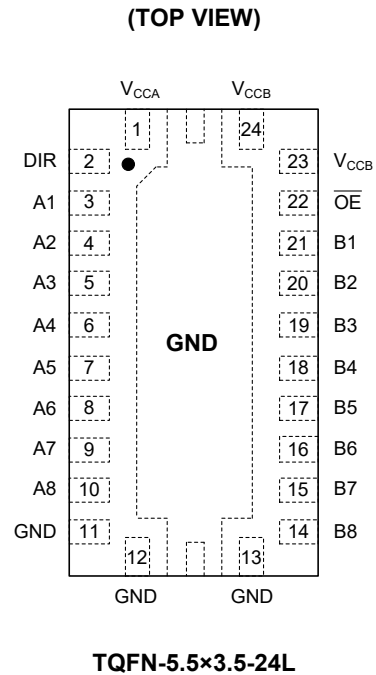 (TOP VIEW)
VCCA VCCB
1 24
DIR 2 23 VCCB
A1 3 22 OE
A2 4 21 B1
A3 5 20 B2
A4 6 19 B3
GND
A5 7 18 B4
A6 8 17 B5
A7 9 16 B6
A8 10 15 B7
GND 11 14 B8
12 13
GND GND
TQFN-5.5×3.5-24L